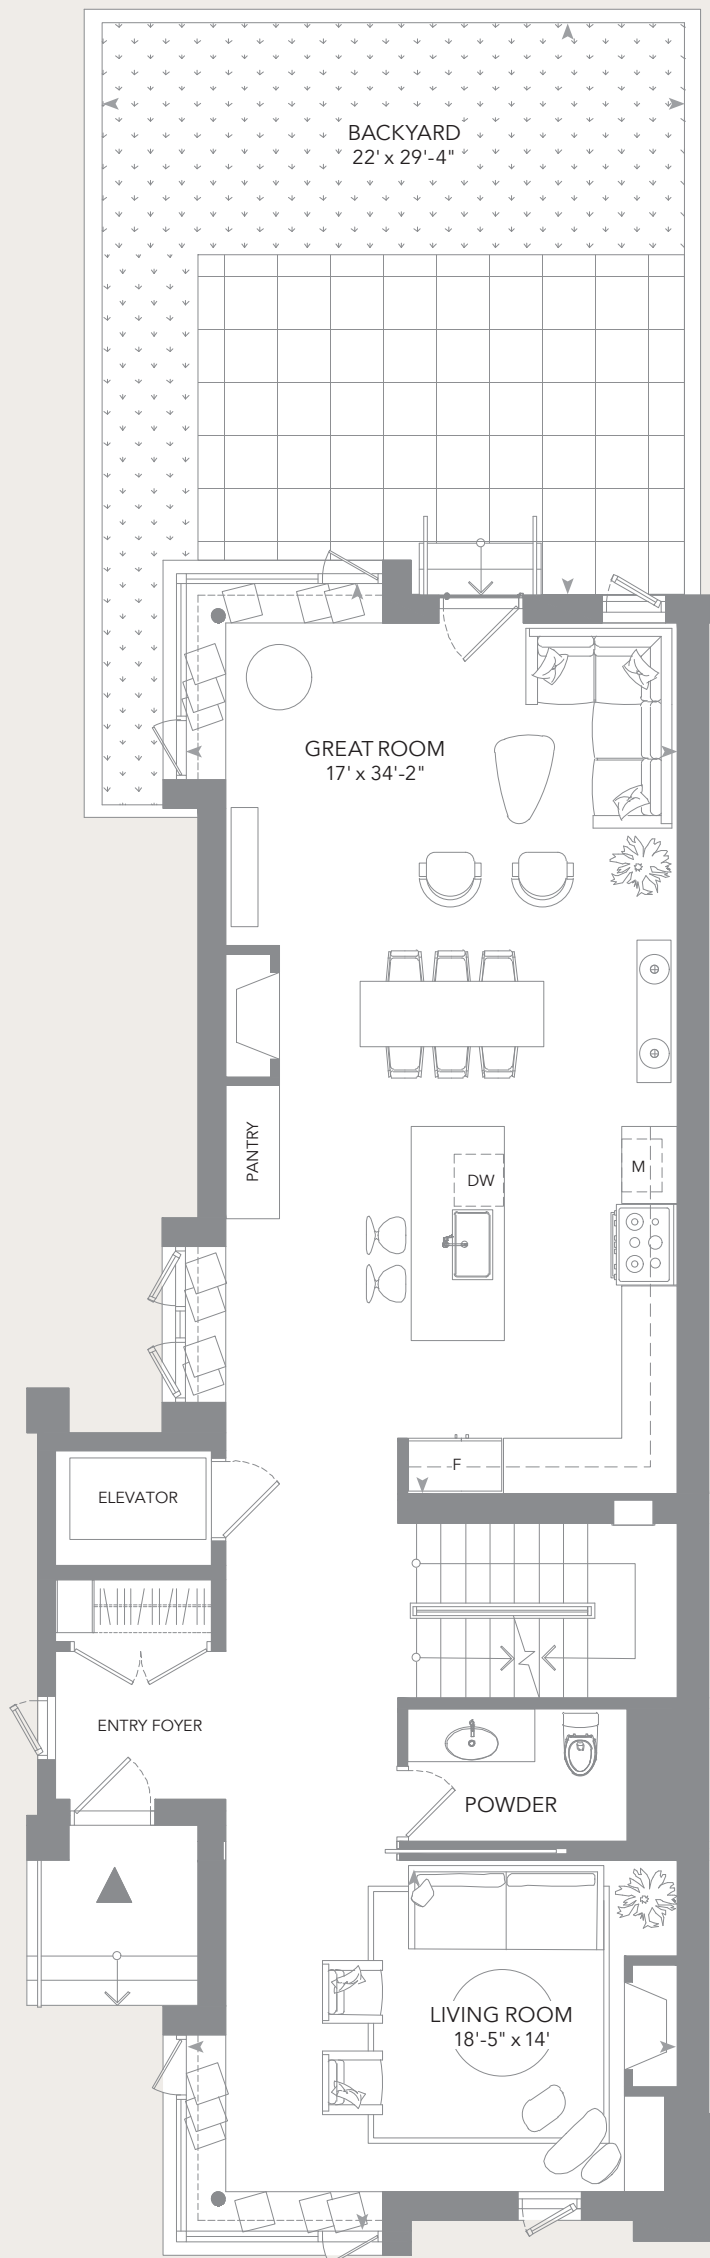 BACKYARD
22' x 29'-4"
GREAT ROOM
17' x 34'-2"
PANTRY
DW
M
F
ELEVATOR
ENTRY FOYER
POWDER
LIVING ROOM
18'-5" x 14'